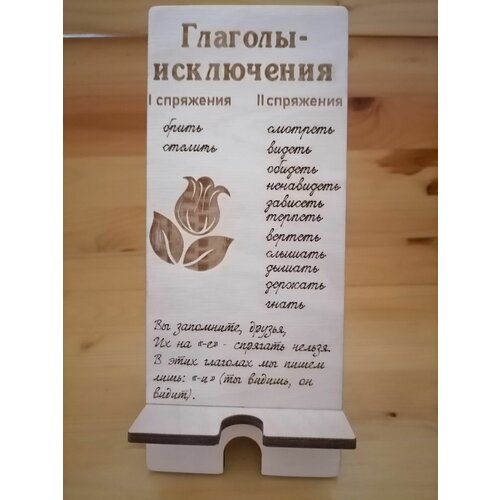 Глаголы-
исключения
I спряжения
брить
стелить
II спряжения
смотреть
видеть
обидеть
ненавидеть
зависеть
терпеть
вертеть
слышать
дышать
держать
гнать
Вы запомните, друзья,
Их на «-е» - спрягать нельзя.
В этих глаголах мы пишем
лишь: «-и» (ты видишь, он
видит).